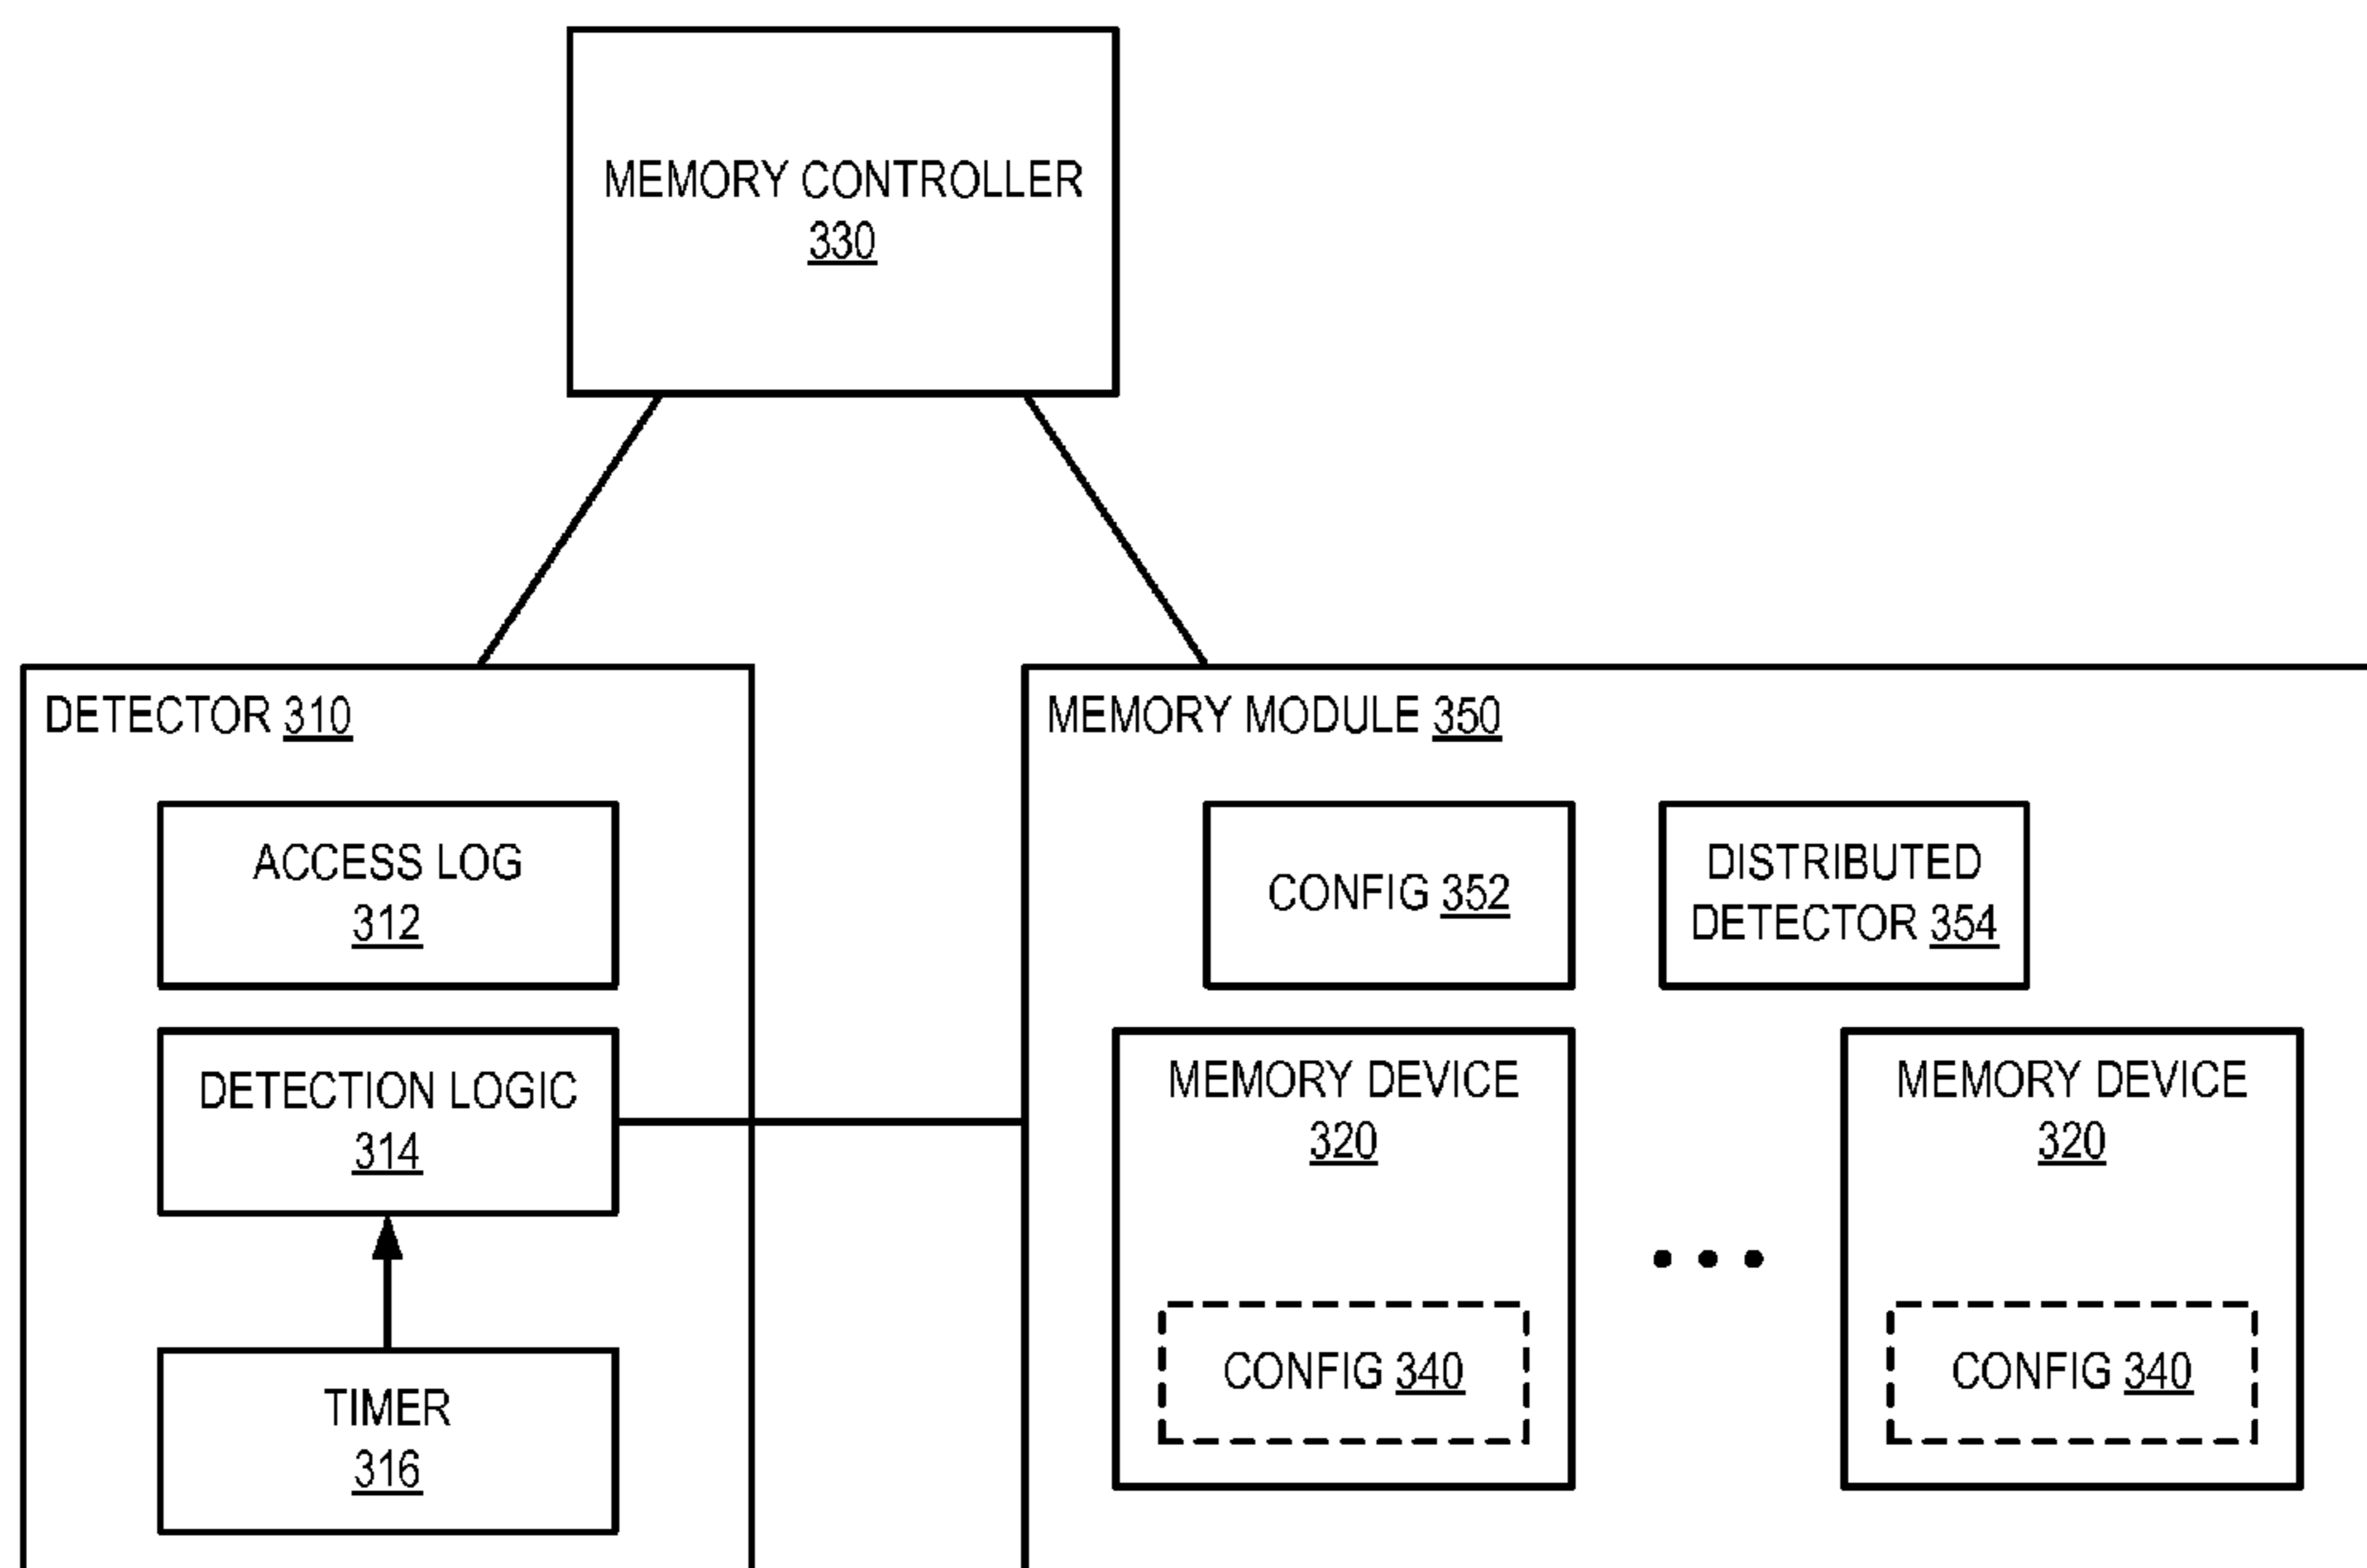 MEMORY CONTROLLER
330
DETECTOR 310
ACCESS LOG
312
DETECTION LOGIC
314
TIMER
316
MEMORY MODULE 350
CONFIG 352
DISTRIBUTED
DETECTOR 354
MEMORY DEVICE
320
CONFIG 340
MEMORY DEVICE
320
CONFIG 340